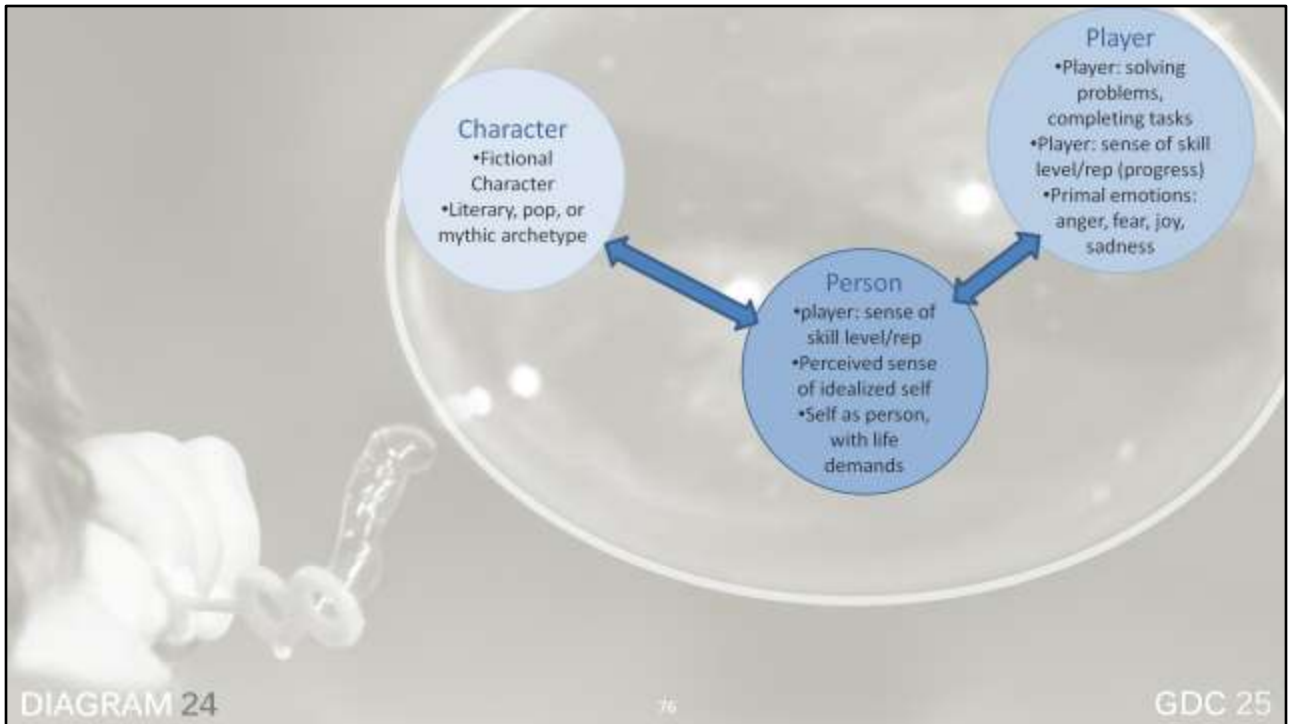 Character
•Fictional
Character
•Literary, pop, or
mythic archetype
Player
•Player: solving
problems,
completing tasks
•Player: sense of skill
level/rep (progress)
•Primal emotions:
anger, fear, joy,
sadness
Person
•player: sense of
skill level/rep
•Perceived sense
of idealized self
•Self as person,
with life
demands
DIAGRAM 24
76
GDC 25